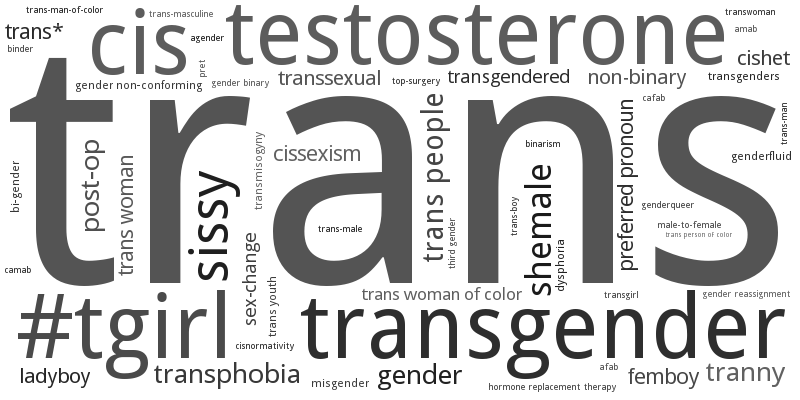 trans-man-of-color
trans-masculine
testosterone
transwoman
trans*
cis
agender
amab
binder
pret
cishet
gender non-conforming
gender binary
transsexual
top-surgery
transgendered
non-binary
transgenders
trans
cafab
trans-man
bi-gender
post-op
trans woman
sissy
transmisogyny
cissexism
trans people
binarism
preferred pronoun
genderfluid
shemale
trans-boy
genderqueer
trans-male
third gender
male-to-female
trans person of color
camab
sex-change
dysphoria
trans youth
#tgirl
trans woman of color
transgirl
gender reassignment
transgender
cisnormativity
ladyboy
transphobia
misgender
gender
hormone replacement therapy
afab
femboy
tranny